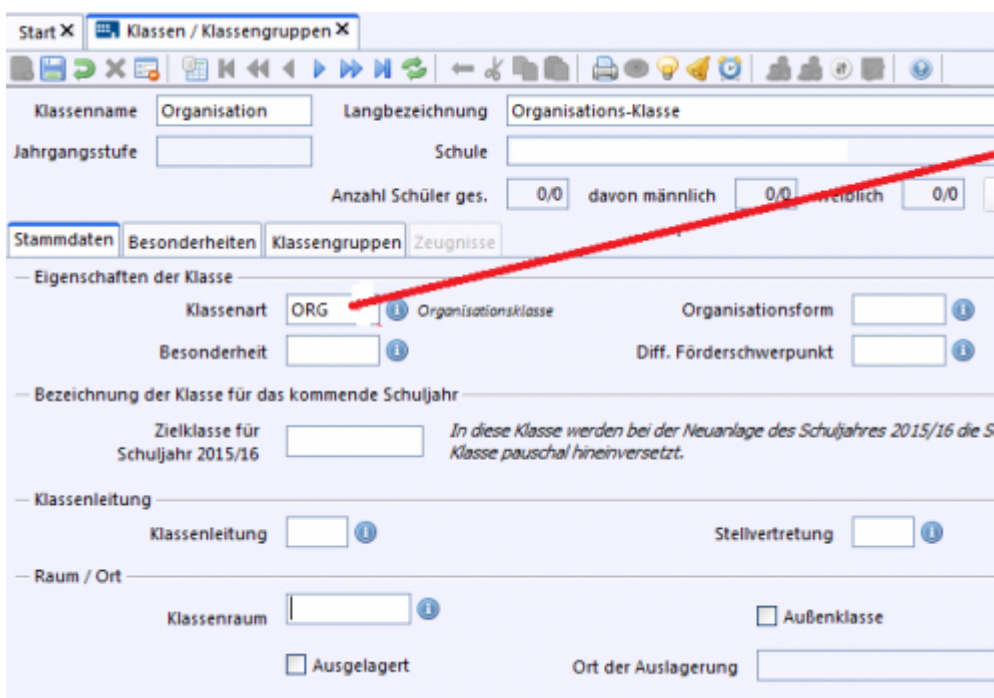 Start X Klassen / Klassengruppen X
Klassenname Organisation Langbezeichnung Organisations-Klasse
Jahrgangsstufe Schule
Anzahl Schüler ges. 0/0 davon männlich 0/0 weiblich 0/0
Stammdaten Besonderheiten Klassengruppen Zeugnisse
Eigenschaften der Klasse
Klassenart ORG Organisationsklasse Organisationsform
Besonderheit Diff. Förderschwerpunkt
Bezeichnung der Klasse für das kommende Schuljahr
Zielklasse für
Schuljahr 2015/16
In diese Klasse werden bei der Neuanlage des Schuljahres 2015/16 die
Klasse pauschal hineinversetzt.
Klassenleitung
Klassenleitung Stellvertretung
Raum / Ort
Klassenraum Außenklasse
Ausgelagert Ort der Auslagerung